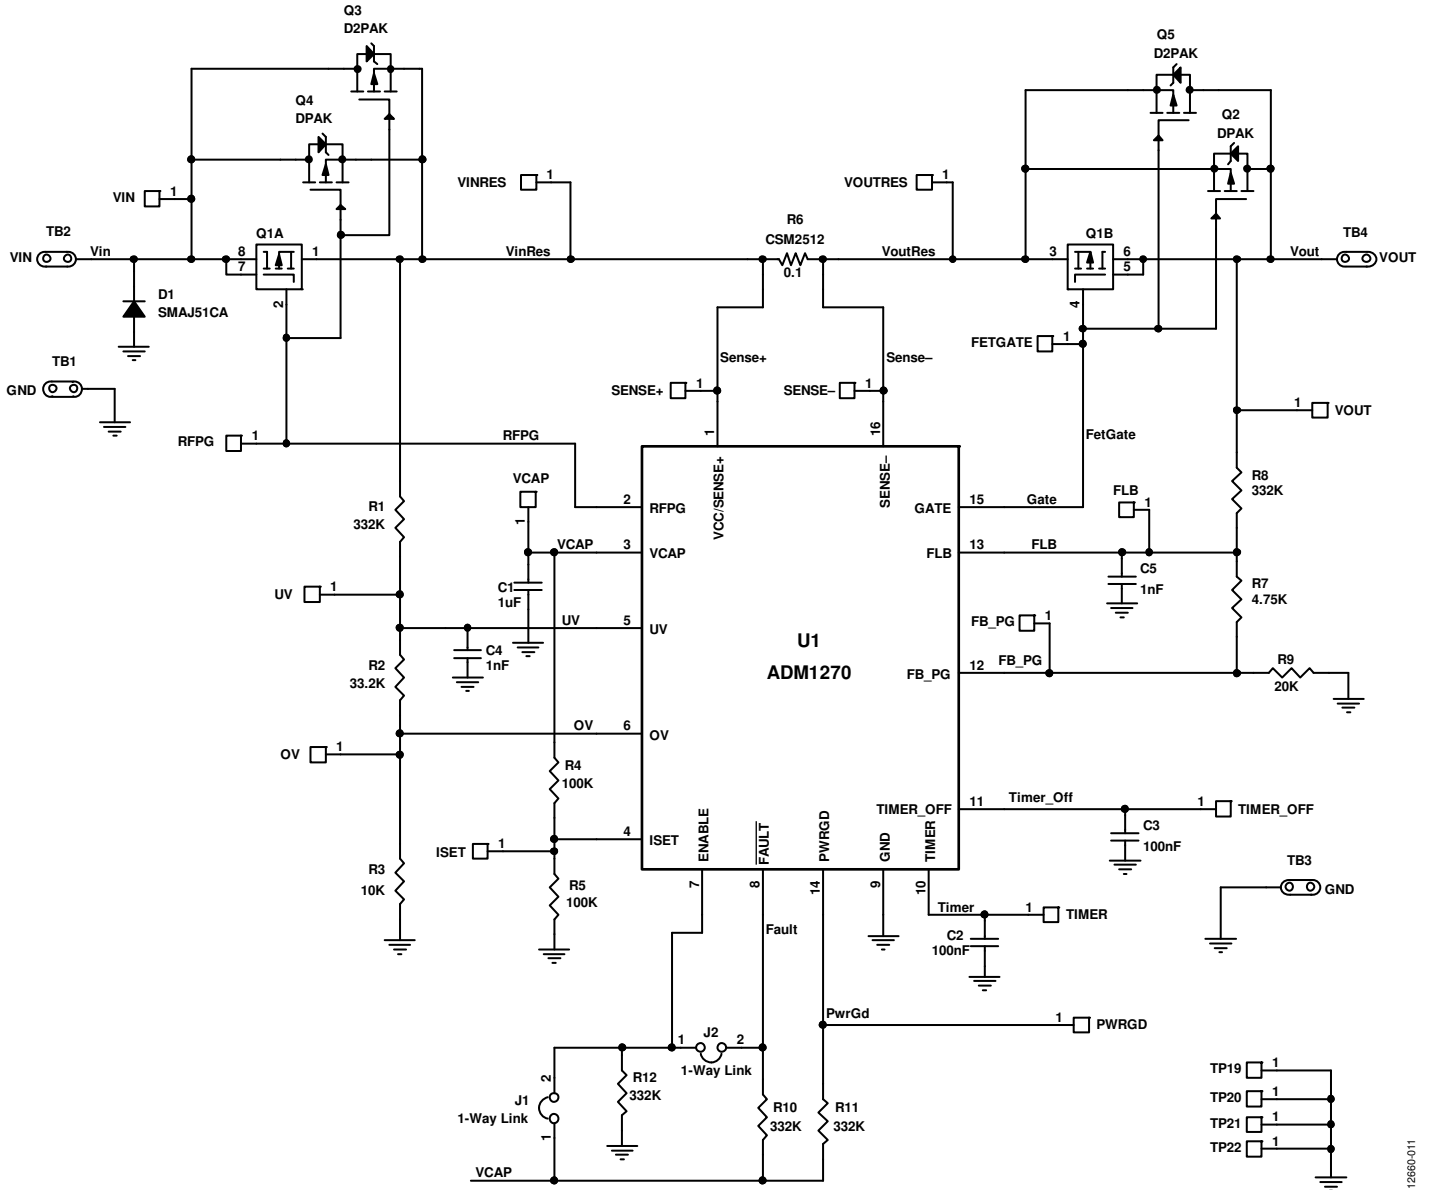 Q3
D2PAK
Q4
DPAK
Q5
D2PAK
Q2
DPAK
VIN 1
VINRES 1
VOUTRES 1
TB2
VIN
Vin
Q1A
8
7
1
2
VinRes
R6
CSM2512
0.1
VoutRes
Q1B
3
6
5
4
Vout
TB4
VOUT
D1
SMAJ51CA
TB1
GND
FETGATE 1
Sense+
Sense–
SENSE+ 1
SENSE– 1
VOUT 1
RFPG 1
RFPG
FetGate
1
16
VCC/SENSE+
SENSE–
VCAP
1
R1
332K
2 RFPG
GATE 15 Gate
FLB
1
R8
332K
VCAP 3 VCAP
FLB 13 FLB
C1
1uF
C5
1nF
R7
4.75K
UV 1
UV 5 UV
FB_PG 1
C4
1nF
U1
ADM1270
R2
33.2K
FB_PG 12 FB_PG
R9
20K
OV 6 OV
OV 1
R4
100K
TIMER_OFF 11 Timer_Off 1 TIMER_OFF
C3
100nF
4 ISET
ISET 1
ENABLE
FAULT
PWRGD
GND
TIMER
R3
10K
R5
100K
7
8
14
9
10
TB3
GND
Timer 1 TIMER
C2
100nF
Fault
PwrGd 1 PWRGD
1 J2 2
1-Way Link
2
J1
1-Way Link
1
R12
332K
R10
332K
R11
332K
TP19 1
TP20 1
TP21 1
TP22 1
VCAP
12660-011